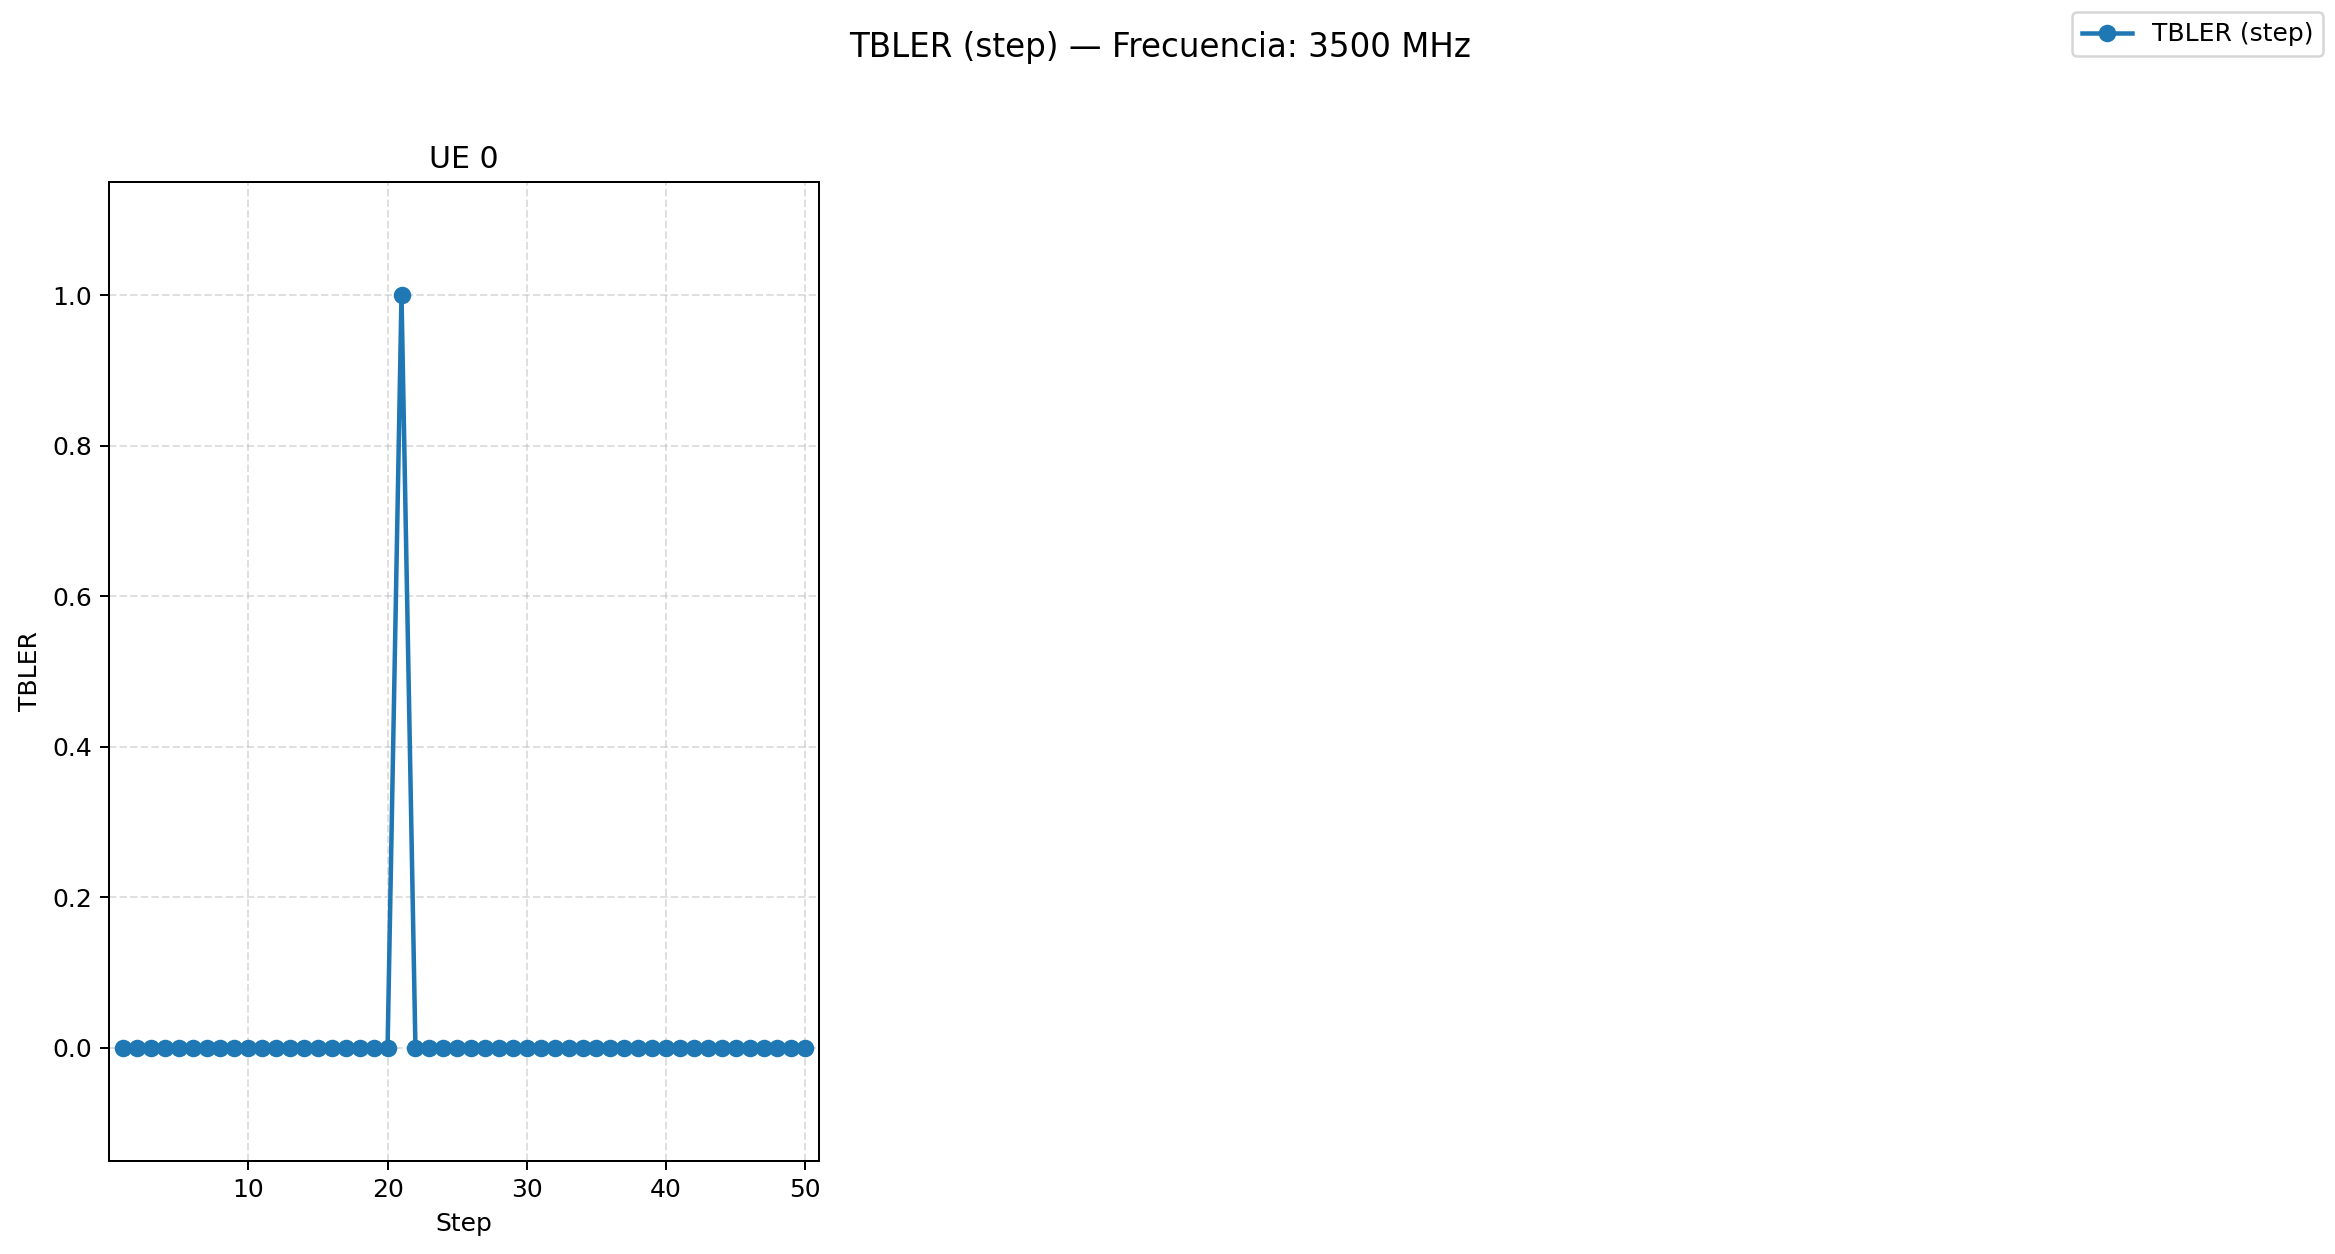 TBLER (step) — Frecuencia: 3500 MHz
TBLER (step)
UE 0
1.0
0.8
0.6
0.4
0.2
0.0
TBLER
10 20 30 40 50
Step